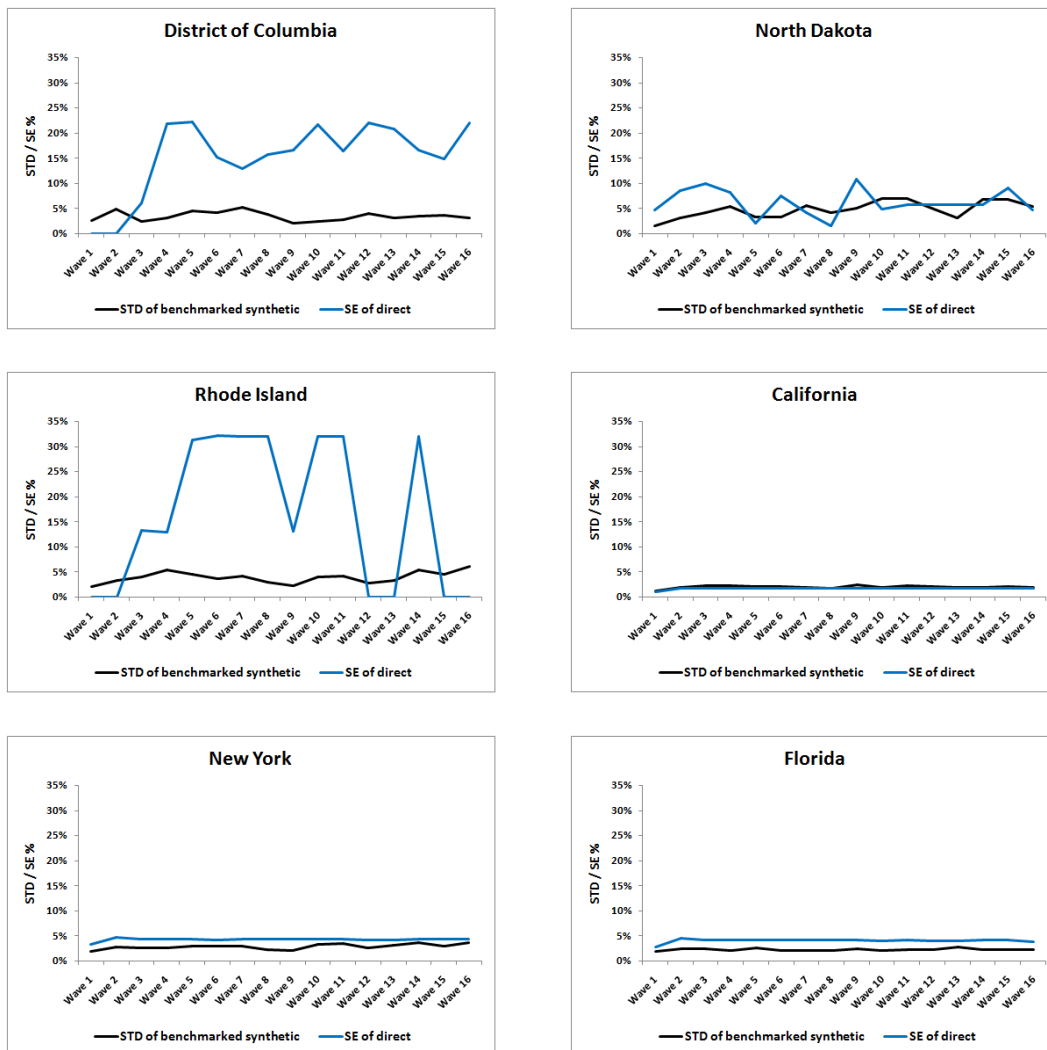 District of Columbia
STD / SE %
35%
30%
25%
20%
15%
10%
5%
0%
Wave 1
Wave 2
Wave 3
Wave 4
Wave 5
Wave 6
Wave 7
Wave 8
Wave 9
Wave 10
Wave 11
Wave 12
Wave 13
Wave 14
Wave 15
Wave 16
STD of benchmarked synthetic
SE of direct
North Dakota
STD / SE %
35%
30%
25%
20%
15%
10%
5%
0%
Wave 1
Wave 2
Wave 3
Wave 4
Wave 5
Wave 6
Wave 7
Wave 8
Wave 9
Wave 10
Wave 11
Wave 12
Wave 13
Wave 14
Wave 15
Wave 16
STD of benchmarked synthetic
SE of direct
Rhode Island
STD / SE %
35%
30%
25%
20%
15%
10%
5%
0%
Wave 1
Wave 2
Wave 3
Wave 4
Wave 5
Wave 6
Wave 7
Wave 8
Wave 9
Wave 10
Wave 11
Wave 12
Wave 13
Wave 14
Wave 15
Wave 16
STD of benchmarked synthetic
SE of direct
California
STD / SE %
35%
30%
25%
20%
15%
10%
5%
0%
Wave 1
Wave 2
Wave 3
Wave 4
Wave 5
Wave 6
Wave 7
Wave 8
Wave 9
Wave 10
Wave 11
Wave 12
Wave 13
Wave 14
Wave 15
Wave 16
STD of benchmarked synthetic
SE of direct
New York
STD / SE %
35%
30%
25%
20%
15%
10%
5%
0%
Wave 1
Wave 2
Wave 3
Wave 4
Wave 5
Wave 6
Wave 7
Wave 8
Wave 9
Wave 10
Wave 11
Wave 12
Wave 13
Wave 14
Wave 15
Wave 16
STD of benchmarked synthetic
SE of direct
Florida
STD / SE %
35%
30%
25%
20%
15%
10%
5%
0%
Wave 1
Wave 2
Wave 3
Wave 4
Wave 5
Wave 6
Wave 7
Wave 8
Wave 9
Wave 10
Wave 11
Wave 12
Wave 13
Wave 14
Wave 15
Wave 16
STD of benchmarked synthetic
SE of direct